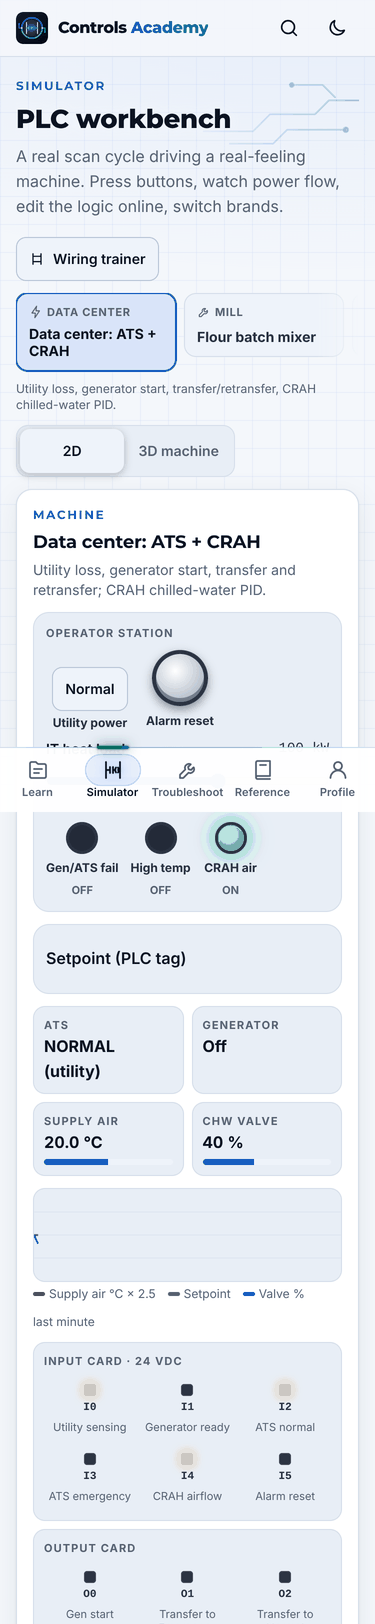 Controls Academy
SIMULATOR
PLC workbench
A real scan cycle driving a real-feeling
machine. Press buttons, watch power flow,
edit the logic online, switch brands.
Wiring trainer
DATA CENTER
Data center: ATS +
CRAH
MILL
Flour batch mixer
Utility loss, generator start, transfer/retransfer, CRAH
chilled-water PID.
2D
3D machine
MACHINE
Data center: ATS + CRAH
Utility loss, generator start, transfer and
retransfer; CRAH chilled-water PID.
OPERATOR STATION
Normal
Utility power
Alarm reset
100 kW
Learn
Simulator
Troubleshoot
Reference
Profile
Gen/ATS fail
OFF
High temp
OFF
CRAH air
ON
Setpoint (PLC tag)
ATS
NORMAL
(utility)
GENERATOR
Off
SUPPLY AIR
20.0 °C
CHW VALVE
40 %
Supply air °C × 2.5
Setpoint
Valve %
last minute
INPUT CARD · 24 VDC
I0
Utility sensing
I1
Generator ready
I2
ATS normal
I3
ATS emergency
I4
CRAH airflow
I5
Alarm reset
OUTPUT CARD
O0
Gen start
O1
Transfer to
O2
Transfer to